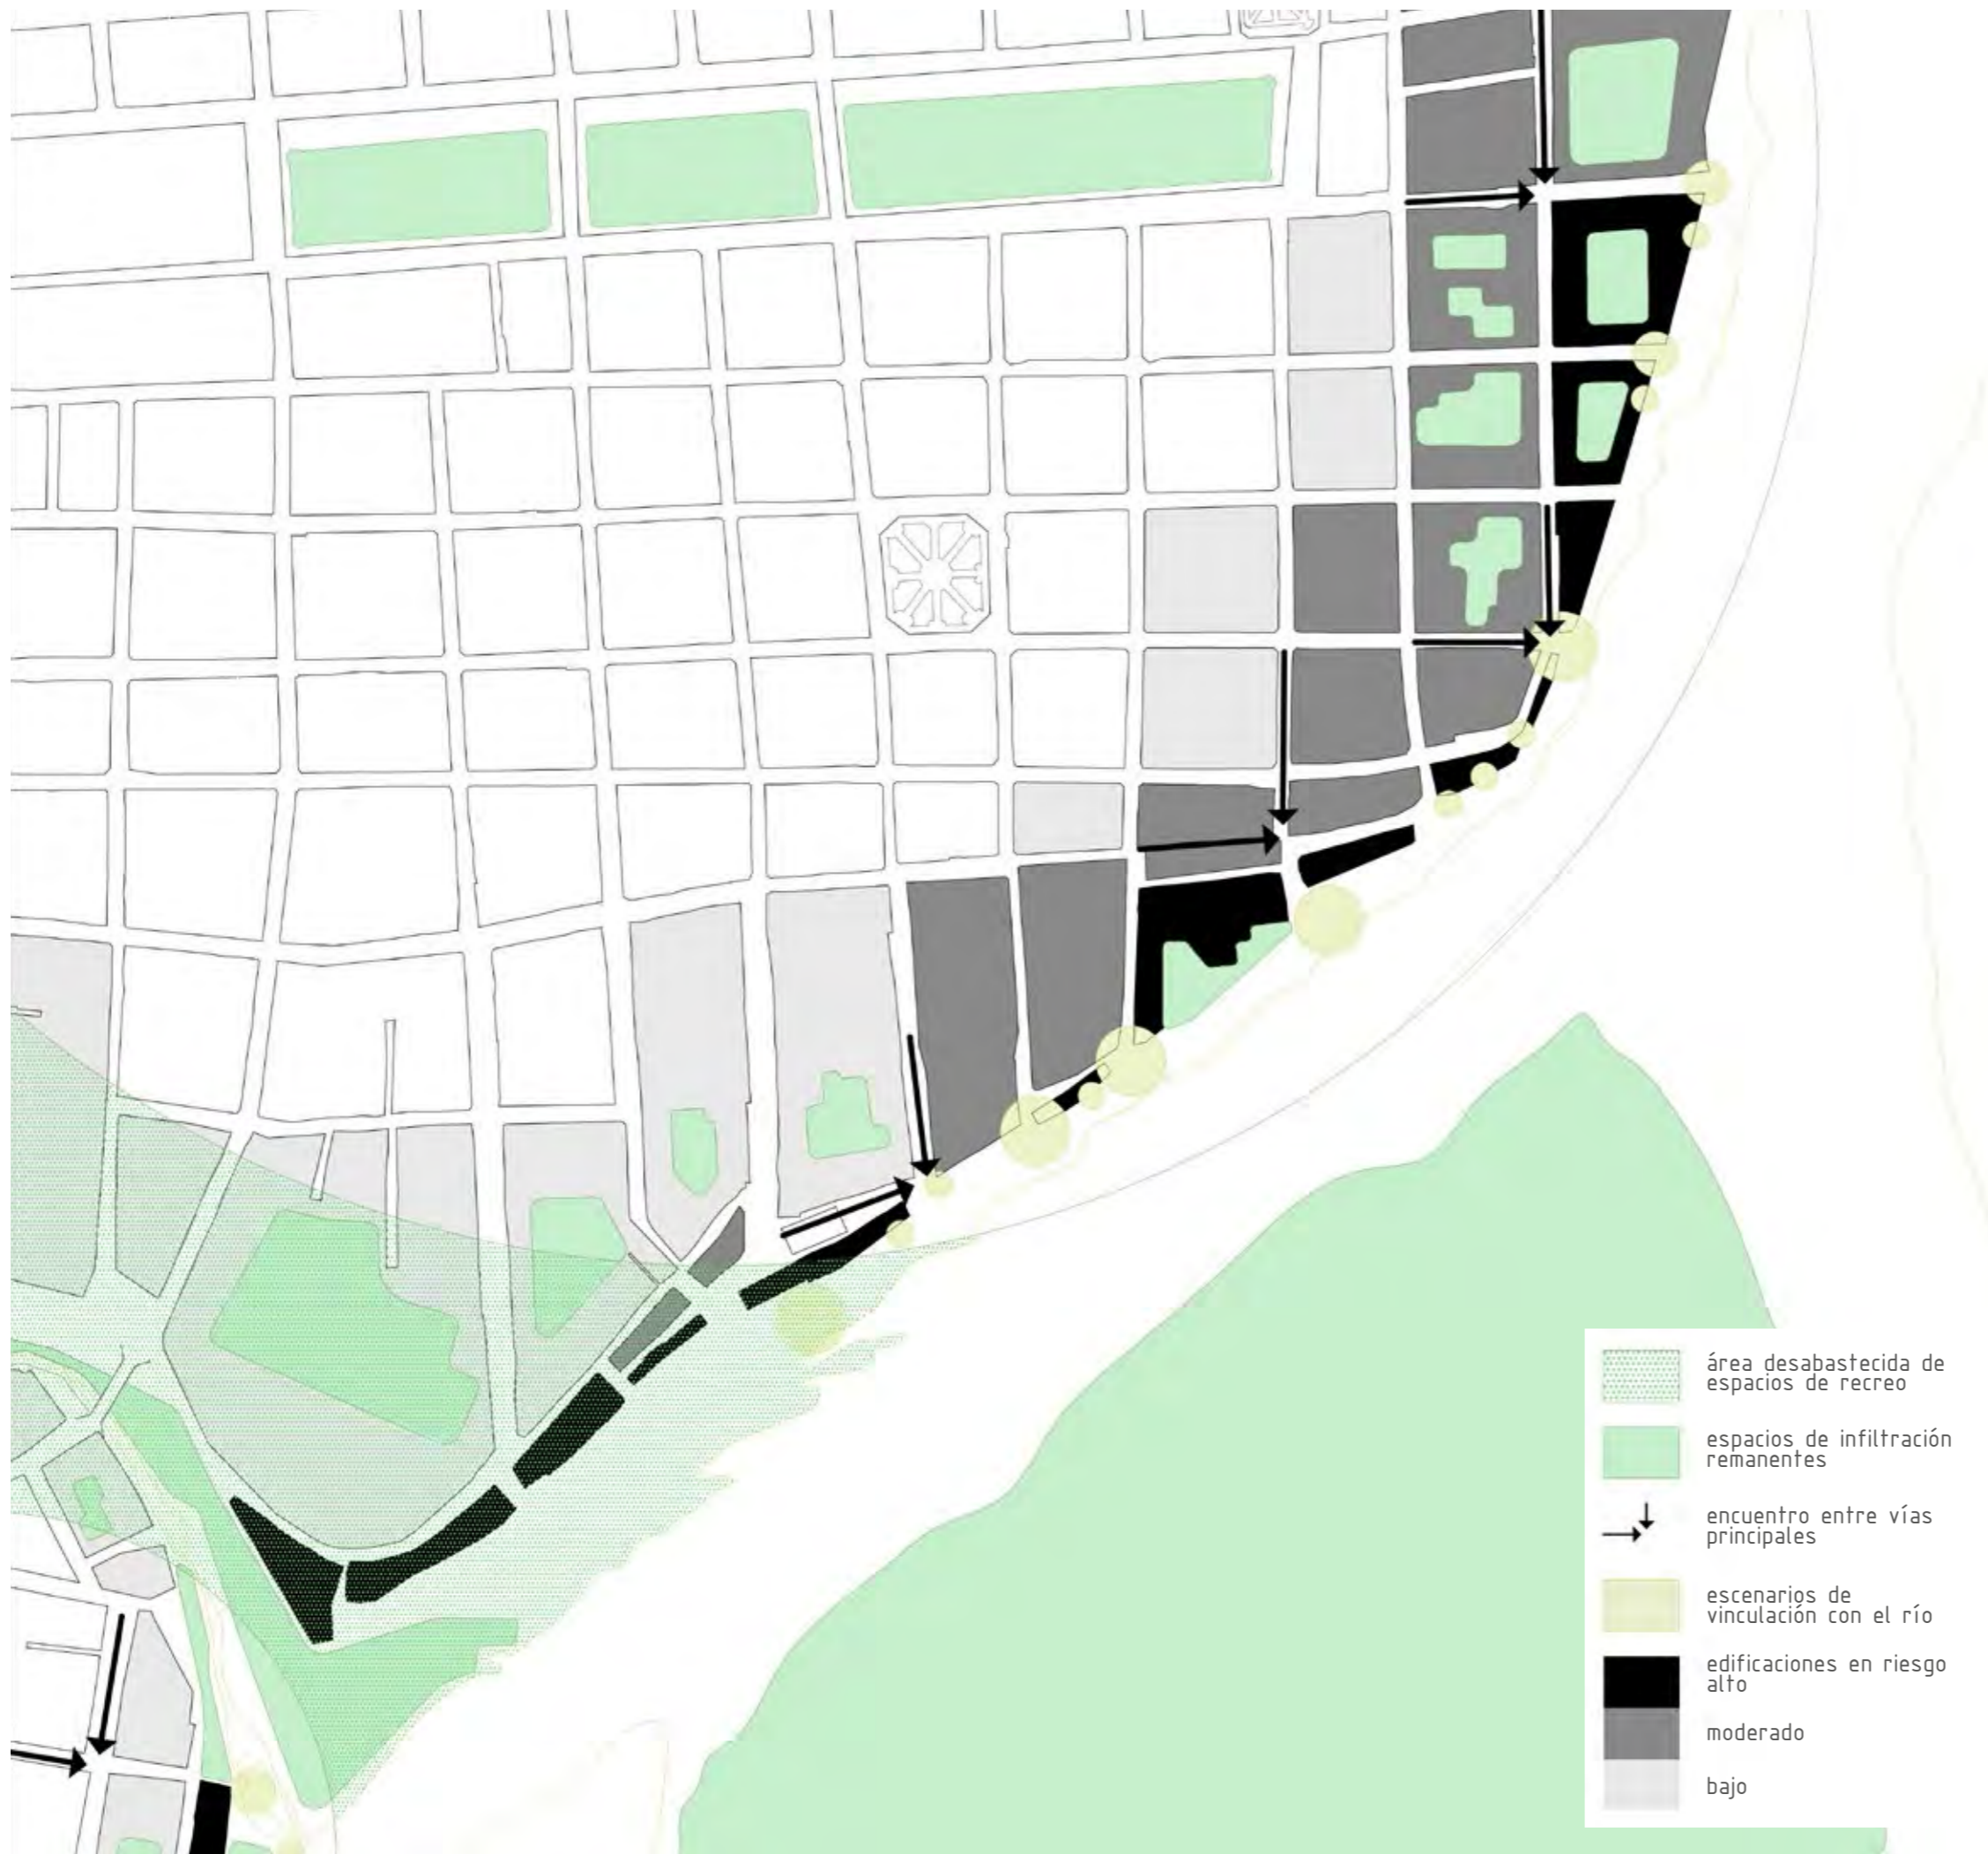 área desabastecida de
espacios de recreo
espacios de infiltración
remanentes
encuentro entre vías
principales
escenarios de
vinculación con el río
edificaciones en riesgo
alto
moderado
bajo